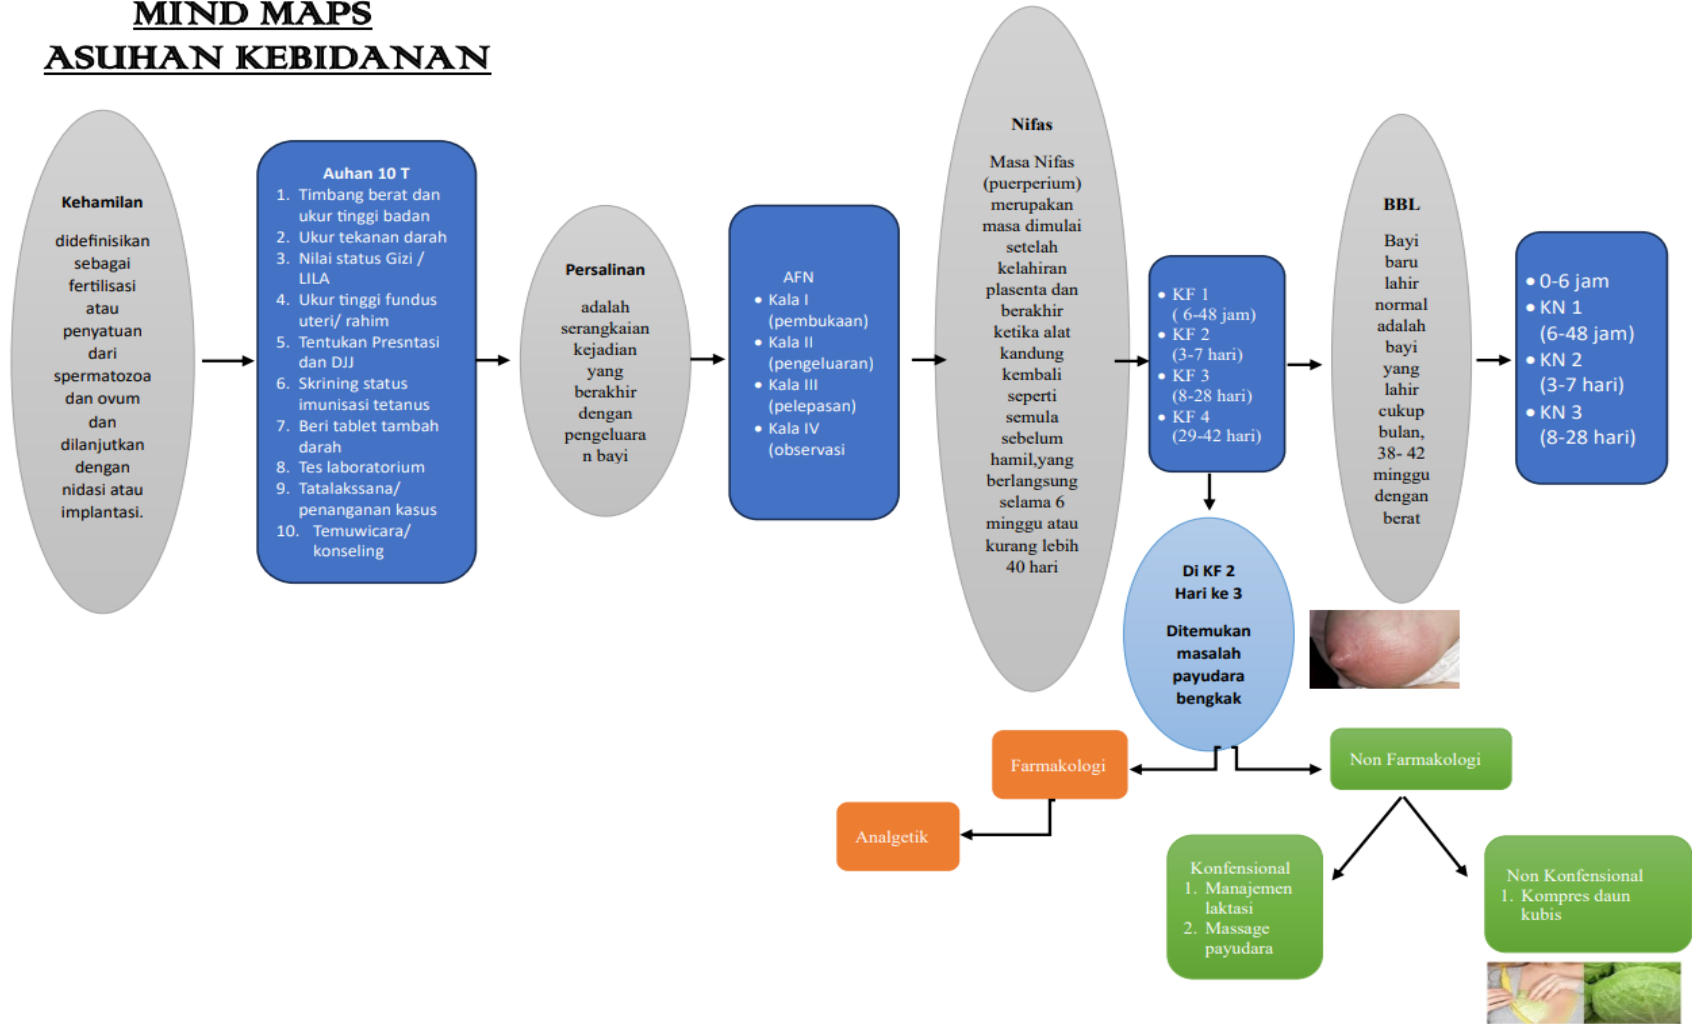 MIND MAPS
ASUHAN KEBIDANAN
Kehamilan
didefinisikan
sebagai
fertilisasi
atau
penyatuan
dari
spermatozoa
dan ovum
dan
dilanjutkan
dengan
nidasi atau
implantasi.
Auhan 10 T
1. Timbang berat dan
ukur tinggi badan
2. Ukur tekanan darah
3. Nilai status Gizi /
LILA
4. Ukur tinggi fundus
uteri/ rahim
5. Tentukan Presntasi
dan DJJ
6. Skrining status
imunisasi tetanus
7. Beri tablet tambah
darah
8. Tes laboratorium
9. Tatalakssana/
penanganan kasus
10. Temuwicara/
konseling
Persalinan
adalah
serangkaian
kejadian
yang
berakhir
dengan
pengeluara
n bayi
AFN
• Kala I
(pembukaan)
• Kala II
(pengeluaran)
• Kala III
(pelepasan)
• Kala IV
(observasi
Nifas
Masa Nifas
(puerperium)
merupakan
masa dimulai
setelah
kelahiran
plasenta dan
berakhir
ketika alat
kandung
kembali
seperti
semula
sebelum
hamil,yang
berlangsung
selama 6
minggu atau
kurang lebih
40 hari
• KF 1
( 6-48 jam)
• KF 2
(3-7 hari)
• KF 3
(8-28 hari)
• KF 4
(29-42 hari)
BBL
Bayi
baru
lahir
normal
adalah
bayi
yang
lahir
cukup
bulan,
38- 42
minggu
dengan
berat
• 0-6 jam
• KN 1
(6-48 jam)
• KN 2
(3-7 hari)
• KN 3
(8-28 hari)
Di KF 2
Hari ke 3
Ditemukan
masalah
payudara
bengkak
Farmakologi
Analgetik
Non Farmakologi
Konfensional
1. Manajemen
laktasi
2. Massage
payudara
Non Konfensional
1. Kompres daun
kubis